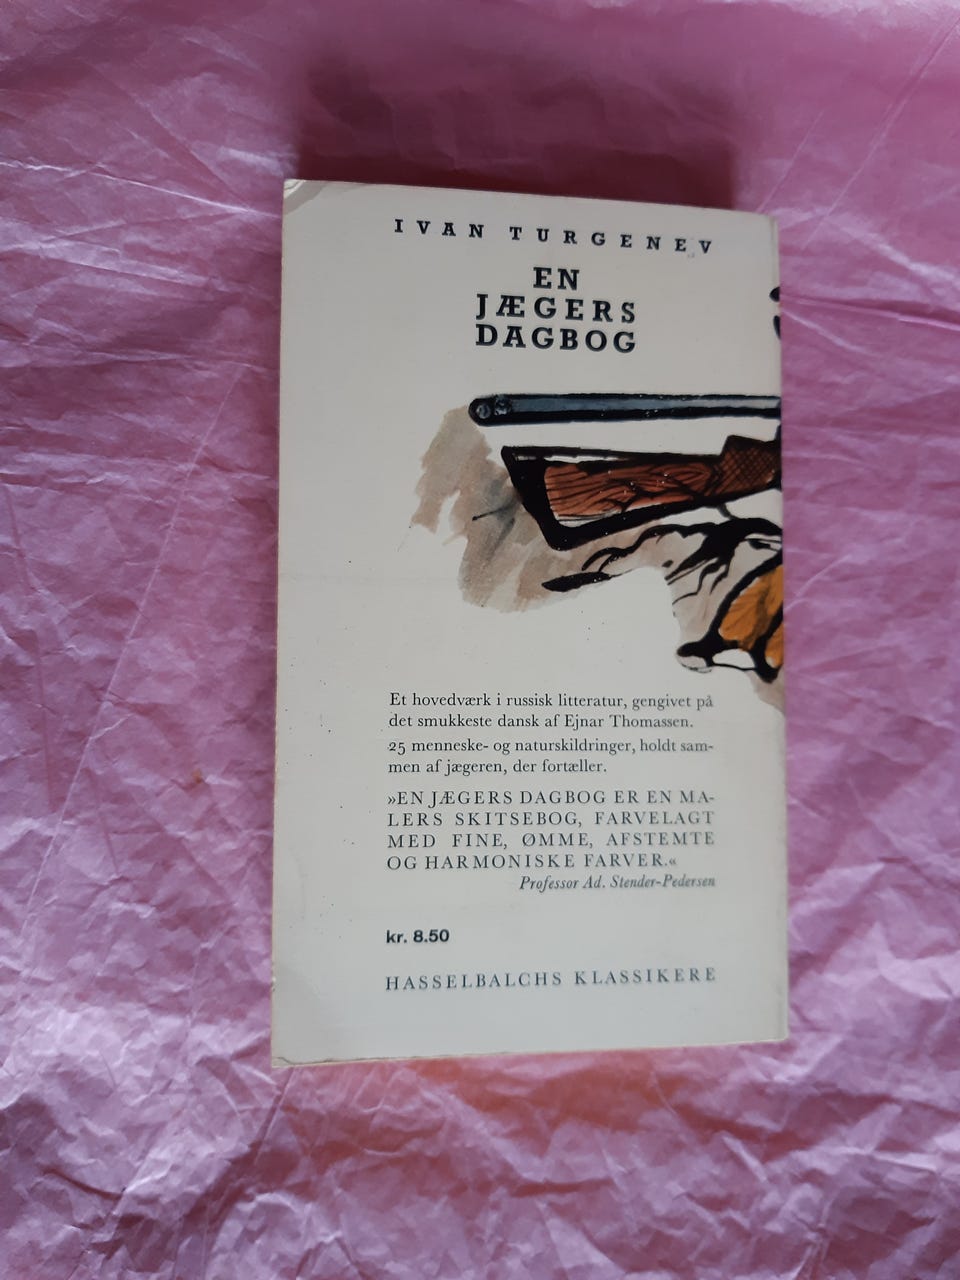 IVAN TURGENEV
EN
JÆGERS
DAGBOG
Et hovedværk i russisk litteratur, gengivet på
det smukkeste dansk af Ejnar Thomassen.
25 menneske- og naturskildringer, holdt sam-
men af jægeren, der fortæller.
»EN JÆGERS DAGBOG ER EN MA-
LERS SKITSEBOG, FARVELAGT
MED FINE, ØMME, AFSTEMTE
OG HARMONISKE FARVER.«
Professor Ad. Stender-Pedersen
kr. 8.50
HASSELBALCHS KLASSIKERE